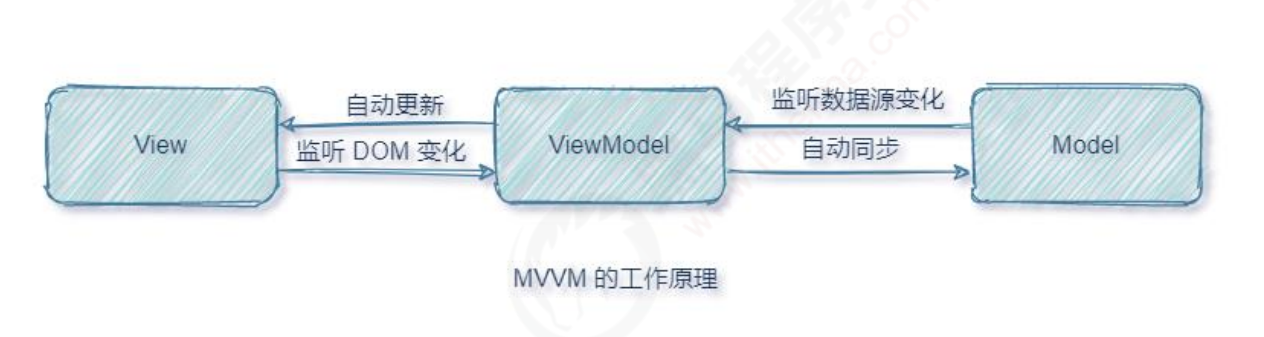 自动更新
监听数据源变化
View
监听 DOM 变化
ViewModel
自动同步
Model
MVVM 的工作原理